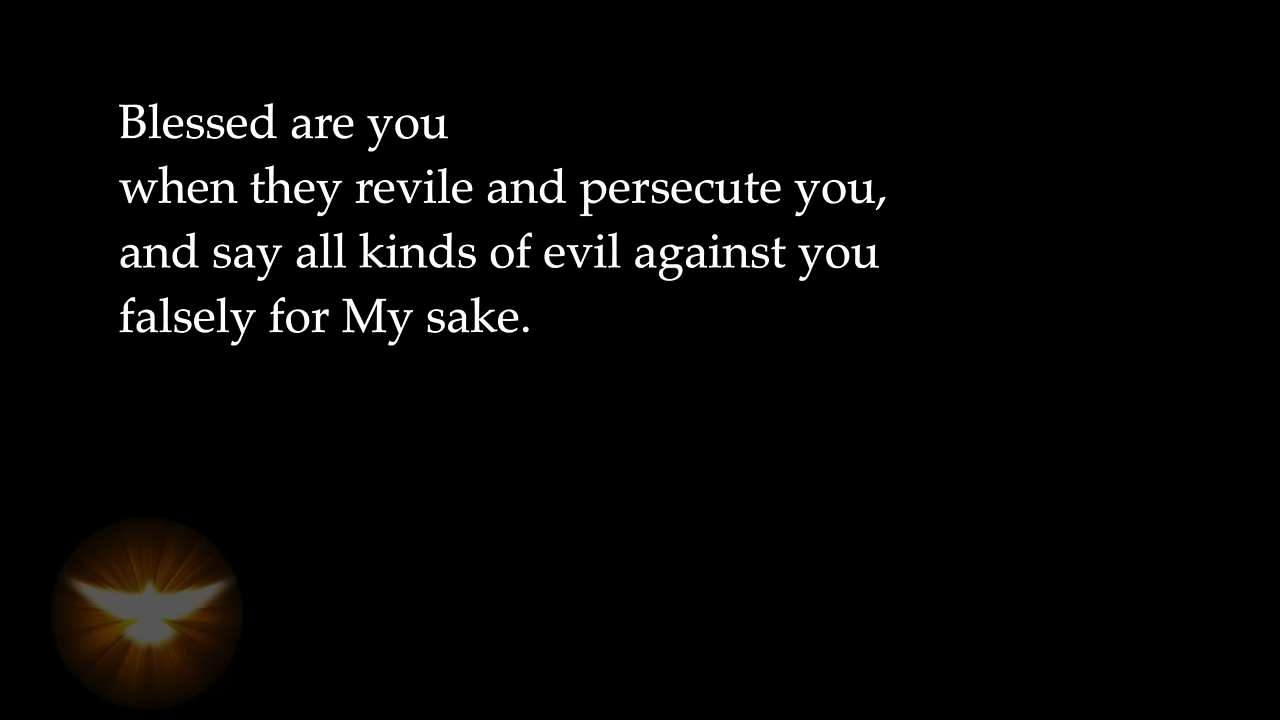 Blessed are you
when they revile and persecute you,
and say all kinds of evil against you
falsely for My sake.